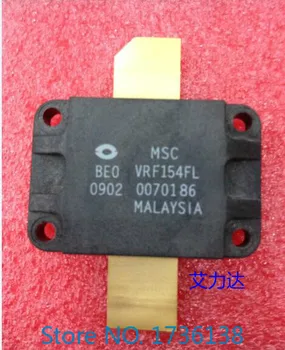 MSC
BEO VRF154FL
0902 0070186
MALAYSIA
艾力达
Store NO. 1736138